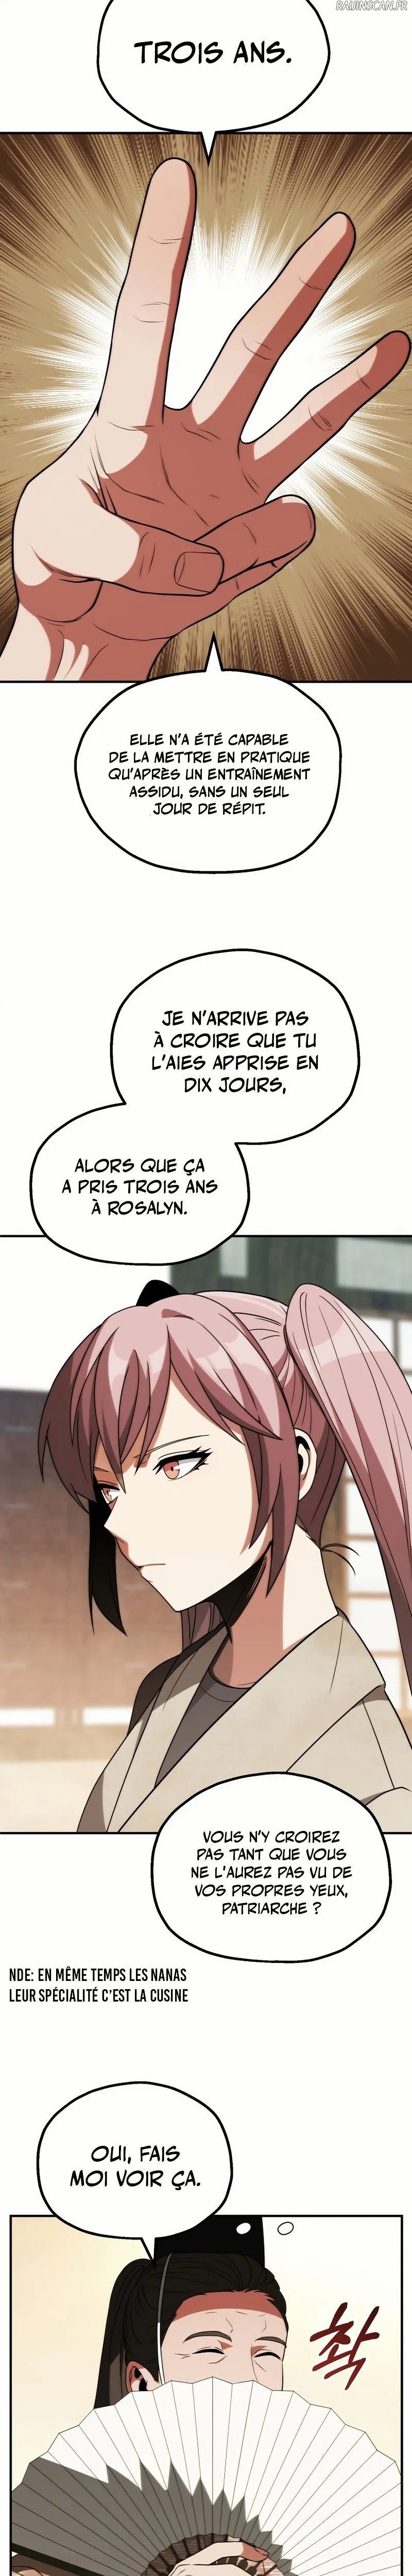 RAIJINSCAN.FR
TROIS ANS.
ELLE N'A ÉTÉ CAPABLE
DE LA METTRE EN PRATIQUE
QU'APRÈS UN ENTRAÎNEMENT
ASSIDU, SANS UN SEUL
JOUR DE RÉPIT.
JE N'ARRIVE PAS
À CROIRE QUE TU
L'AIES APPRISE EN
DIX JOURS,
ALORS QUE ÇA
A PRIS TROIS ANS
À ROSALYN.
VOUS N'Y CROIREZ
PAS TANT QUE VOUS
NE L'AUREZ PAS VU DE
VOS PROPRES YEUX,
PATRIARCHE ?
NDE: EN MÊME TEMPS LES NANAS
LEUR SPÉCIALITÉ C'EST LA CUSINE
OUI, FAIS
MOI VOIR ÇA.
촥